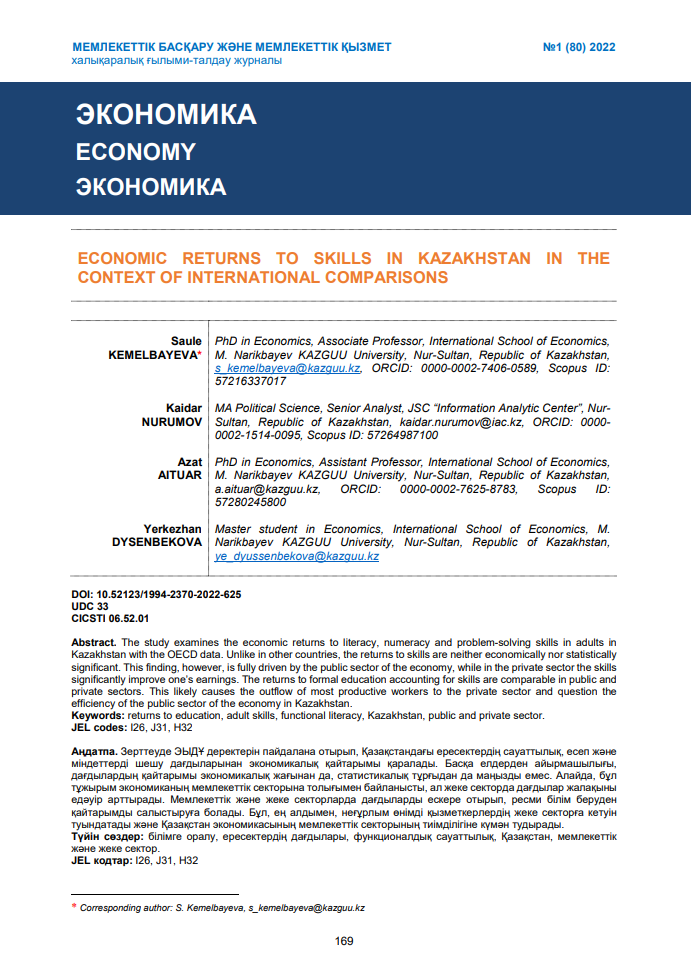 МЕМЛЕКЕТТІК БАСҚАРУ ЖӘНЕ МЕМЛЕКЕТТІК ҚЫЗМЕТ №1 (80) 2022
халықаралық ғылыми-талдау журналы
ЭКОНОМИКА
ECONOMY
ЭКОНОМИКА
ECONOMIC RETURNS TO SKILLS IN KAZAKHSTAN IN THE
CONTEXT OF INTERNATIONAL COMPARISONS
Saule
KEMELBAYEVA*
PhD in Economics, Associate Professor, International School of Economics,
M. Narikbayev KAZGUU University, Nur-Sultan, Republic of Kazakhstan,
s_kemelbayeva@kazguu.kz, ORCID: 0000-0002-7406-0589, Scopus ID:
57216337017
Kaidar
NURUMOV
MA Political Science, Senior Analyst, JSC “Information Analytic Center”, Nur-
Sultan, Republic of Kazakhstan, kaidar.nurumov@iac.kz, ORCID: 0000-
0002-1514-0095, Scopus ID: 57264987100
Azat
AITUAR
PhD in Economics, Assistant Professor, International School of Economics,
M. Narikbayev KAZGUU University, Nur-Sultan, Republic of Kazakhstan,
a.aituar@kazguu.kz, ORCID: 0000-0002-7625-8783, Scopus ID:
57280245800
Yerkezhan
DYSENBEKOVA
Master student in Economics, International School of Economics, M.
Narikbayev KAZGUU University, Nur-Sultan, Republic of Kazakhstan,
ye_dyussenbekova@kazguu.kz
DOI: 10.52123/1994-2370-2022-625
UDC 33
CICSTI 06.52.01
Abstract. The study examines the economic returns to literacy, numeracy and problem-solving skills in adults in
Kazakhstan with the OECD data. Unlike in other countries, the returns to skills are neither economically nor statistically
significant. This finding, however, is fully driven by the public sector of the economy, while in the private sector the skills
significantly improve one’s earnings. The returns to formal education accounting for skills are comparable in public and
private sectors. This likely causes the outflow of most productive workers to the private sector and question the
efficiency of the public sector of the economy in Kazakhstan.
Keywords: returns to education, adult skills, functional literacy, Kazakhstan, public and private sector.
JEL codes: I26, J31, H32
Аңдатпа. Зерттеуде ЭЫДҰ деректерін пайдалана отырып, Қазақстандағы ересектердің сауаттылық, есеп және
міндеттерді шешу дағдыларынан экономикалық қайтарымы қаралады. Басқа елдерден айырмашылығы,
дағдылардың қайтарымы экономикалық жағынан да, статистикалық тұрғыдан да маңызды емес. Алайда, бұл
тұжырым экономиканың мемлекеттік секторына толығымен байланысты, ал жеке секторда дағдылар жалақыны
едәуір арттырады. Мемлекеттік және жеке секторларда дағдыларды ескере отырып, ресми білім беруден
қайтарымды салыстыруға болады. Бұл, ең алдымен, неғұрлым өнімді қызметкерлердің жеке секторға кетуін
туындатады және Қазақстан экономикасының мемлекеттік секторының тиімділігіне күмән тудырады.
Түйін сөздер: білімге оралу, ересектердің дағдылары, функционалдық сауаттылық, Қазақстан, мемлекеттік
және жеке сектор.
JEL кодтар: I26, J31, H32
* Corresponding author: S. Kemelbayeva, s_kemelbayeva@kazguu.kz
169